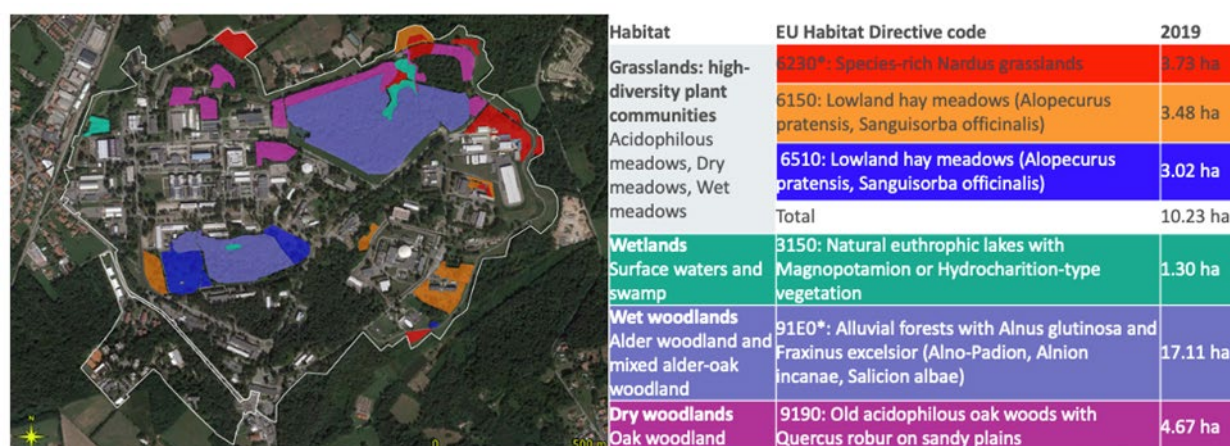 Habitat EU Habitat Directive code 2019
Grasslands: high-
diversity plant
communities
Acidophilous
meadows, Dry
meadows, Wet
meadows
6230*: Species-rich Nardus grasslands 3.73 ha
6150: Lowland hay meadows (Alopecurus
pratensis, Sanguisorba officinalis) 3.48 ha
6510: Lowland hay meadows (Alopecurus
pratensis, Sanguisorba officinalis) 3.02 ha
Total 10.23 ha
Wetlands
Surface waters and
swamp
3150: Natural euthrophic lakes with
Magnopotamion or Hydrocharition-type
vegetation
1.30 ha
Wet woodlands
Alder woodland and
mixed alder-oak
woodland
91E0*: Alluvial forests with Alnus glutinosa and
Fraxinus excelsior (Alno-Padion, Alnion
incanae, Salicion albae)
17.11 ha
Dry woodlands
Oak woodland
9190: Old acidophilous oak woods with
Quercus robur on sandy plains
4.67 ha
N
0 500 m